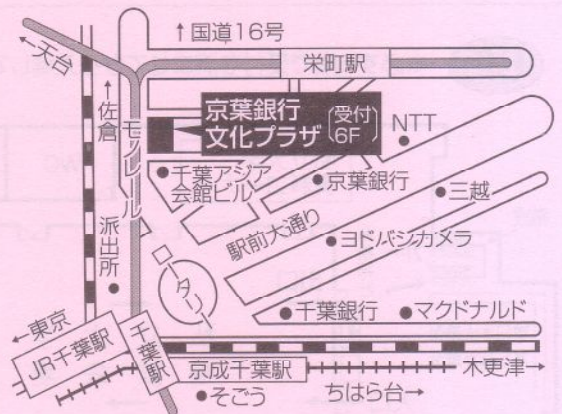 ↑国道16号
←天台
栄町駅
↑佐倉
モノレール
京葉銀行
文化プラザ
受付
6F
NTT
千葉アジア
会館ビル
京葉銀行
三越
派出所
駅前大通り
ヨドバシカメラ
ロータリー
千葉銀行
マクドナルド
←東京
JR千葉駅
千葉駅
京成千葉駅
木更津→
そごう
ちはら台→